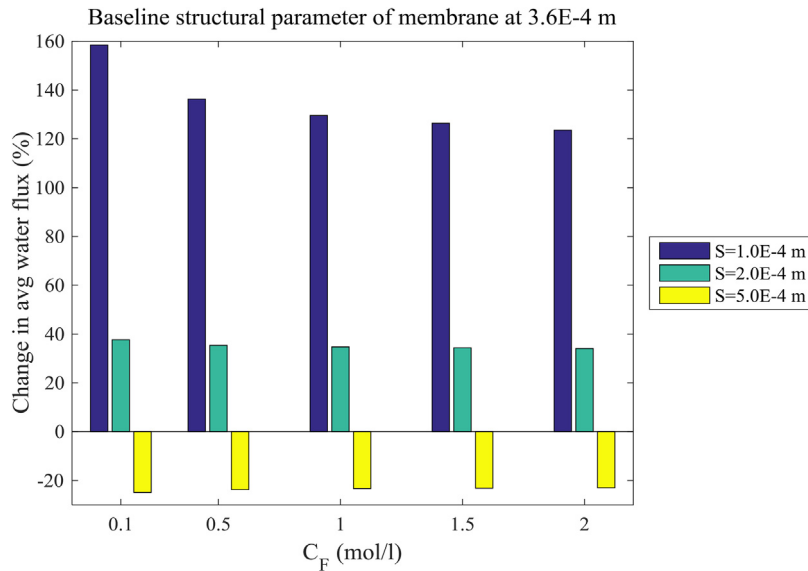 Baseline structural parameter of membrane at 3.6E-4 m
Change in avg water flux (%)
160
140
120
100
80
60
40
20
0
-20
0.1 0.5 1 1.5 2
C_F (mol/l)
S=1.0E-4 m
S=2.0E-4 m
S=5.0E-4 m